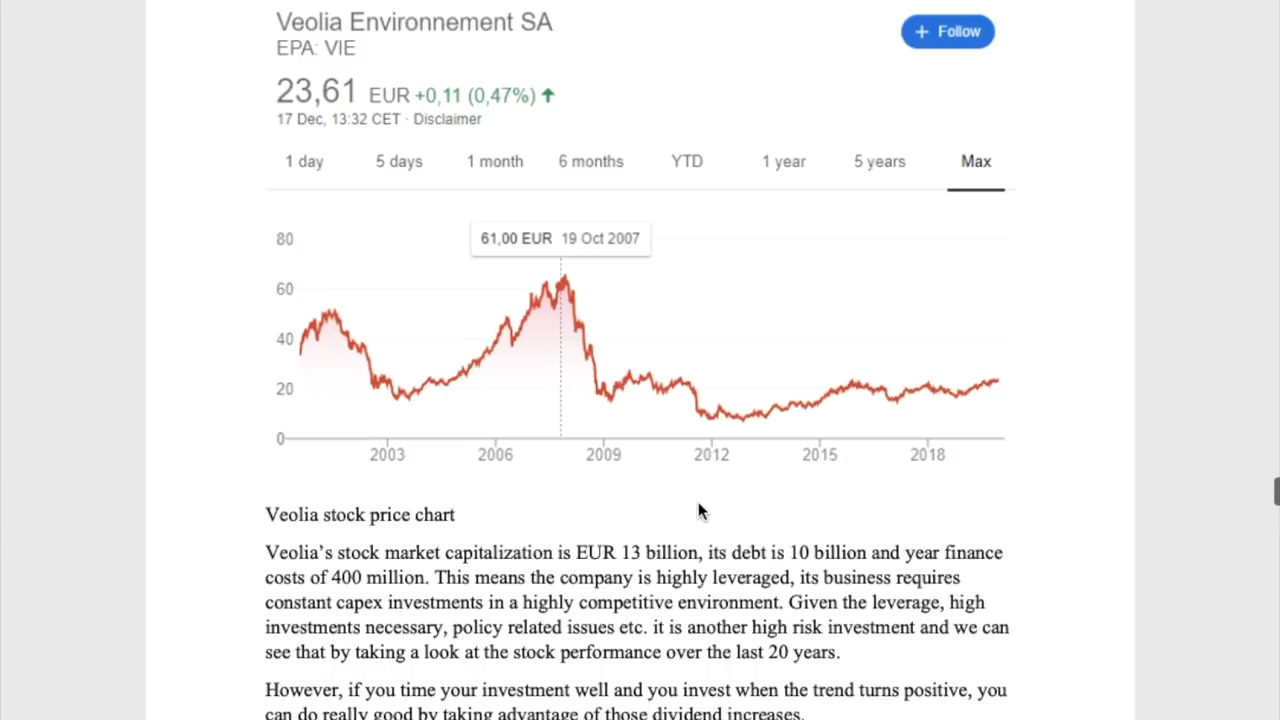 Veolia Environnement SA
+ Follow
EPA: VIE
23,61 EUR +0,11 (0,47%) ↑
17 Dec, 13:32 CET · Disclaimer
1 day 5 days 1 month 6 months YTD 1 year 5 years Max
61,00 EUR 19 Oct 2007
80
60
40
20
0
2003 2006 2009 2012 2015 2018
Veolia stock price chart
Veolia’s stock market capitalization is EUR 13 billion, its debt is 10 billion and year finance
costs of 400 million. This means the company is highly leveraged, its business requires
constant capex investments in a highly competitive environment. Given the leverage, high
investments necessary, policy related issues etc. it is another high risk investment and we can
see that by taking a look at the stock performance over the last 20 years.
However, if you time your investment well and you invest when the trend turns positive, you
can do really good by taking advantage of those dividend increases.